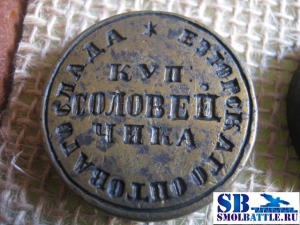 ОПТОВАГО СКЛАДА
КУП.
СОЛОВЕЙ
ЧИКА
SB
SMOLBATTLE.RU